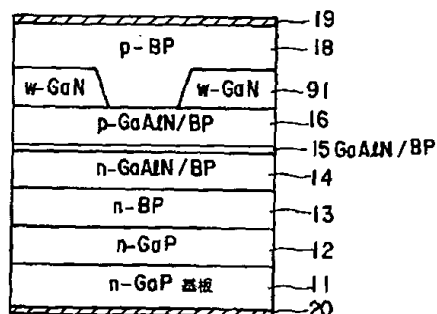 19
p-BP 18
w-GaN w-GaN 91
p-GaAlN/BP 16
15 GaAlN/BP
n-GaAlN/BP 14
n-BP 13
n-GaP 12
n-GaP 基板 11
20